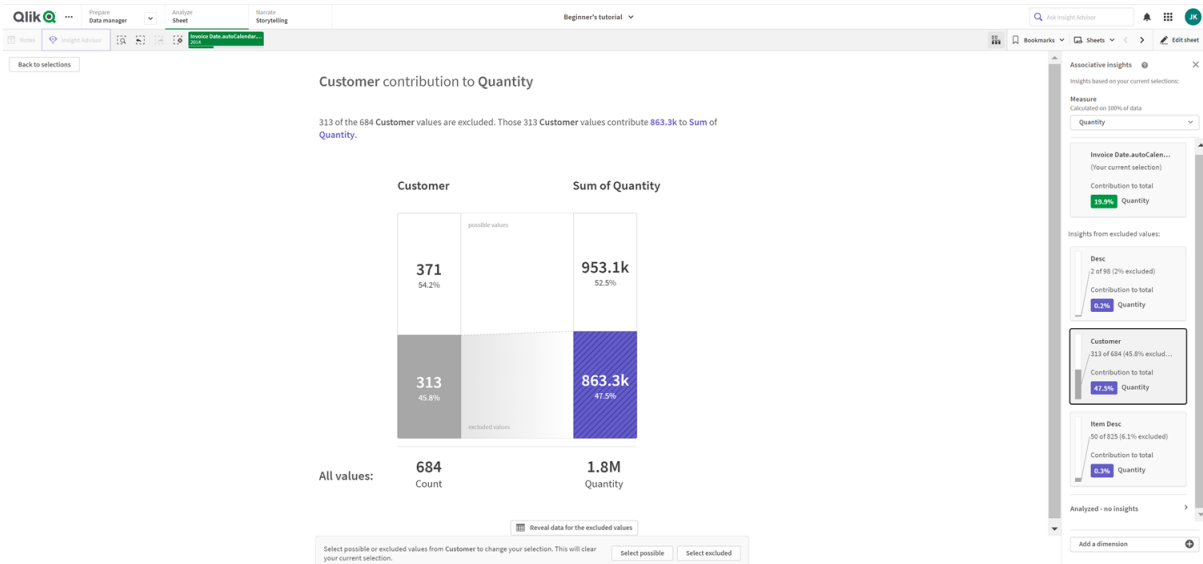 Qlik
Prepare
Data manager
Analyze
Sheet
Narrate
Storytelling
Beginner's tutorial
Ask Insight Advisor
JK
Notes
Insight Advisor
Invoice Date.autoCalendar....
2014
Bookmarks
Sheets
Edit sheet
Back to selections
Customer contribution to Quantity
313 of the 684 Customer values are excluded. Those 313 Customer values contribute 863.3k to Sum of
Quantity.
Customer
Sum of Quantity
possible values
371
54.2%
953.1k
52.5%
313
45.8%
863.3k
47.5%
excluded values
All values:
684
Count
1.8M
Quantity
Reveal data for the excluded values
Select possible or excluded values from Customer to change your selection. This will clear
your current selection.
Select possible
Select excluded
Associative insights
Insights based on your current selections:
Measure
Calculated on 100% of data
Quantity
Invoice Date.autoCalen...
(Your current selection)
Contribution to total
19.9% Quantity
Insights from excluded values:
Desc
2 of 98 (2% excluded)
Contribution to total
0.2% Quantity
Customer
313 of 684 (45.8% exclud...
Contribution to total
47.5% Quantity
Item Desc
50 of 825 (6.1% excluded)
Contribution to total
0.3% Quantity
Analyzed - no insights
Add a dimension